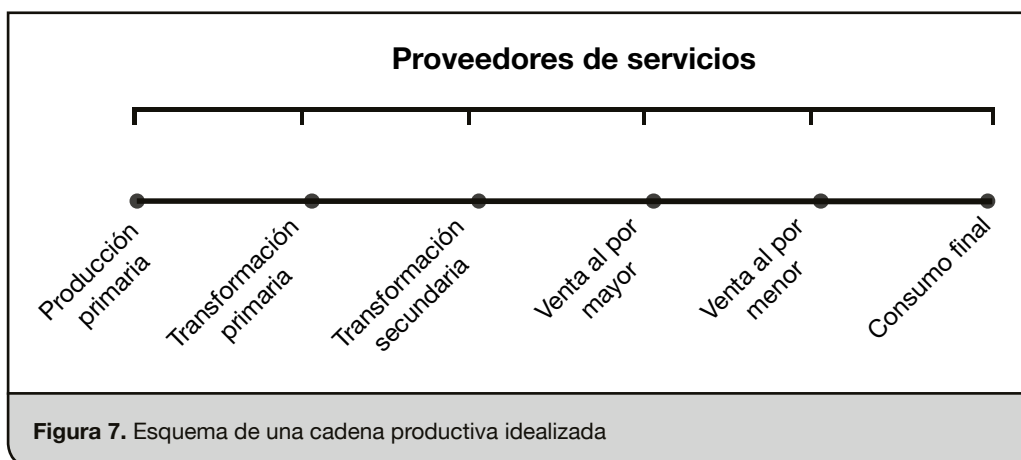 Proveedores de servicios
Producción
primaria
Transformación
primaria
Transformación
secundaria
Venta al por
mayor
Venta al por
menor
Consumo final
Figura 7. Esquema de una cadena productiva idealizada